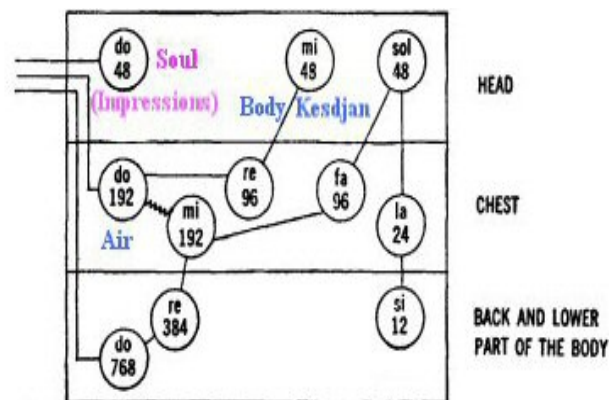 do
48
Soul
(Impressions)
mi
48
sol
48
Body Kesdjan
HEAD
do
192
Air
mi
192
re
96
fa
96
la
24
CHEST
do
768
re
384
si
12
BACK AND LOWER
PART OF THE BODY